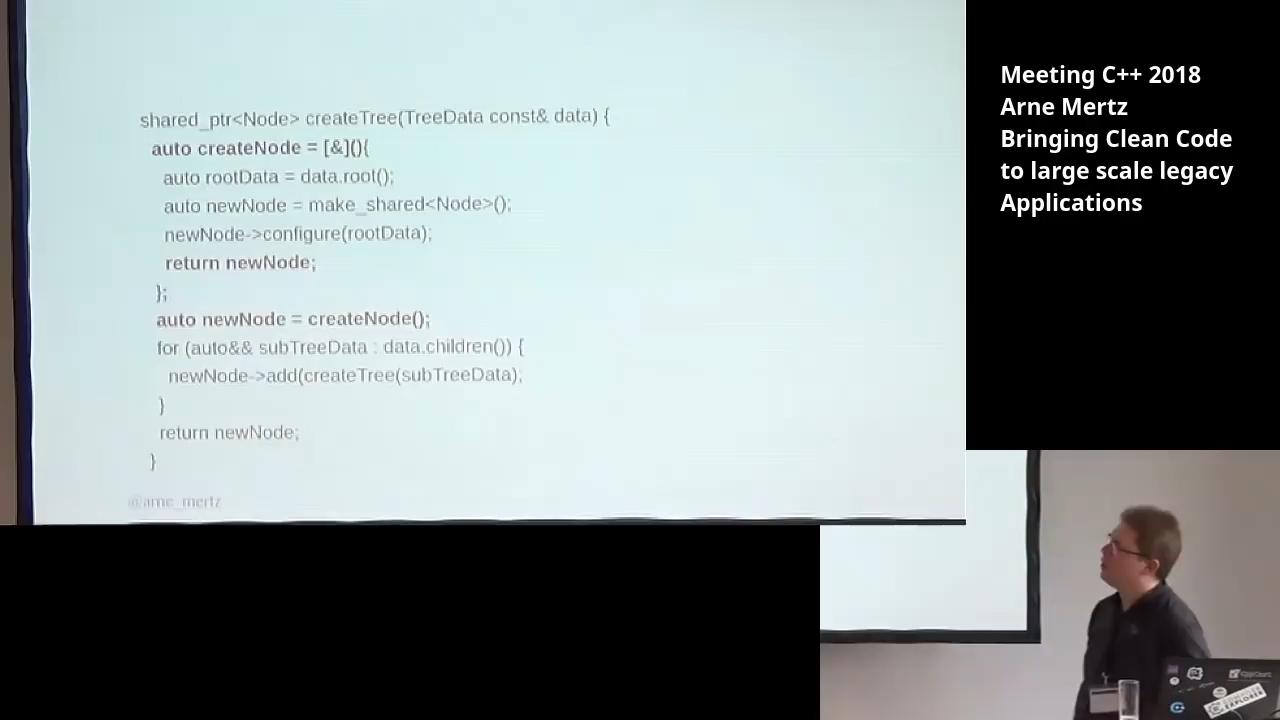 shared_ptr<Node> createTree(TreeData const& data) {
auto createNode = [&](){
auto rootData = data.root();
auto newNode = make_shared<Node>();
newNode->configure(rootData);
return newNode;
};
auto newNode = createNode();
for (auto&& subTreeData : data.children()) {
newNode->add(createTree(subTreeData);
}
return newNode;
}
@arne_mertz
Meeting C++ 2018
Arne Mertz
Bringing Clean Code
to large scale legacy
Applications
EXPLORER